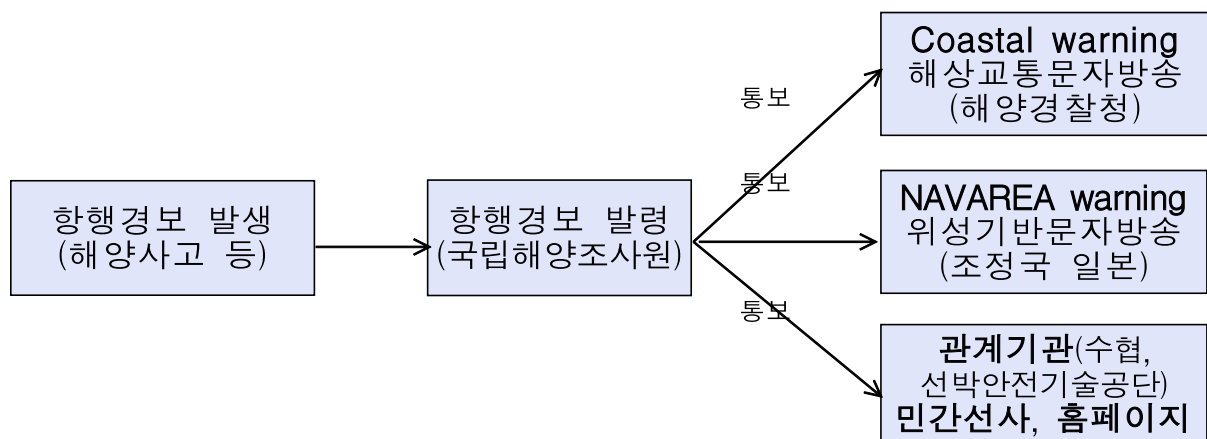 항행경보 발생
(해양사고 등)
항행경보 발령
(국립해양조사원)
통보
통보
통보
Coastal warning
해상교통문자방송
(해양경찰청)
NAVAREA warning
위성기반문자방송
(조정국 일본)
관계기관(수협,
선박안전기술공단)
민간선사, 홈페이지